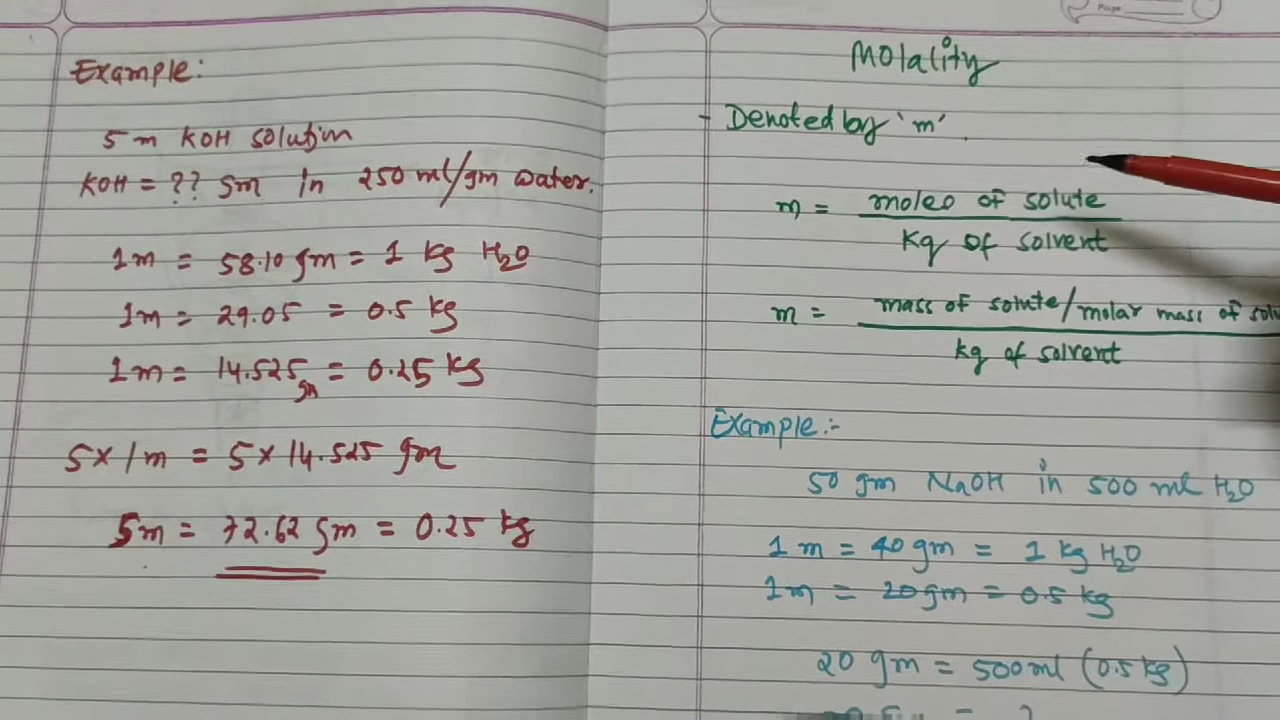 Example:
5 m KOH solution
KOH = ?? gm in 250 ml/gm water.
1m = 58.10 gm = 1 kg H2O
1m = 29.05 = 0.5 kg
1m = 14.525 gm = 0.25 kg
5 x 1m = 5 x 14.525 gm
5m = 72.62 gm = 0.25 kg
Page
Molality
- Denoted by 'm'.
m = moles of solute
kg of solvent
m = mass of solute/molar mass of solu
kg of solvent
Example :-
50 gm NaOH in 500 ml H2O
1 m = 40 gm = 1 kg H2O
1m = 20 gm = 0.5 kg
20 gm = 500 ml (0.5 kg)